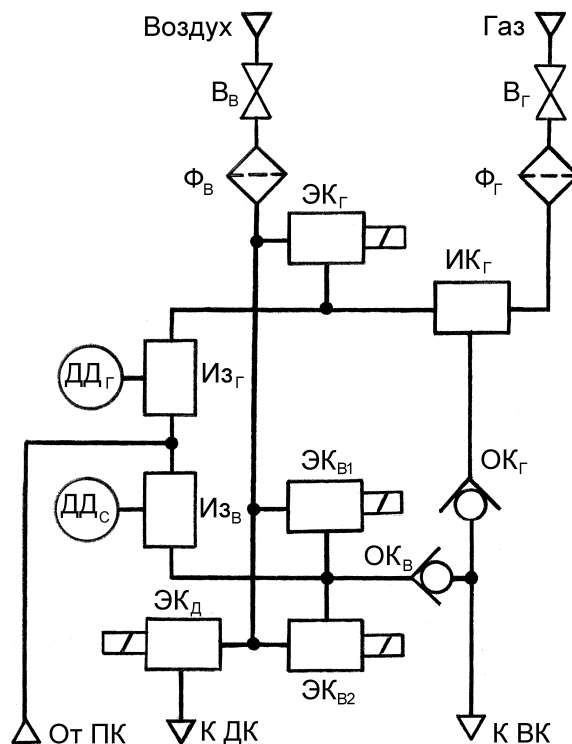 Воздух Газ
В_В В_Г
Ф_В Ф_Г
ЭК_Г
ИК_Г
ДД_Г Из_Г
ЭК_В1 ОК_Г
ДД_С Из_В
ОК_В
ЭК_Д
ЭК_В2
От ПК К ДК К ВК